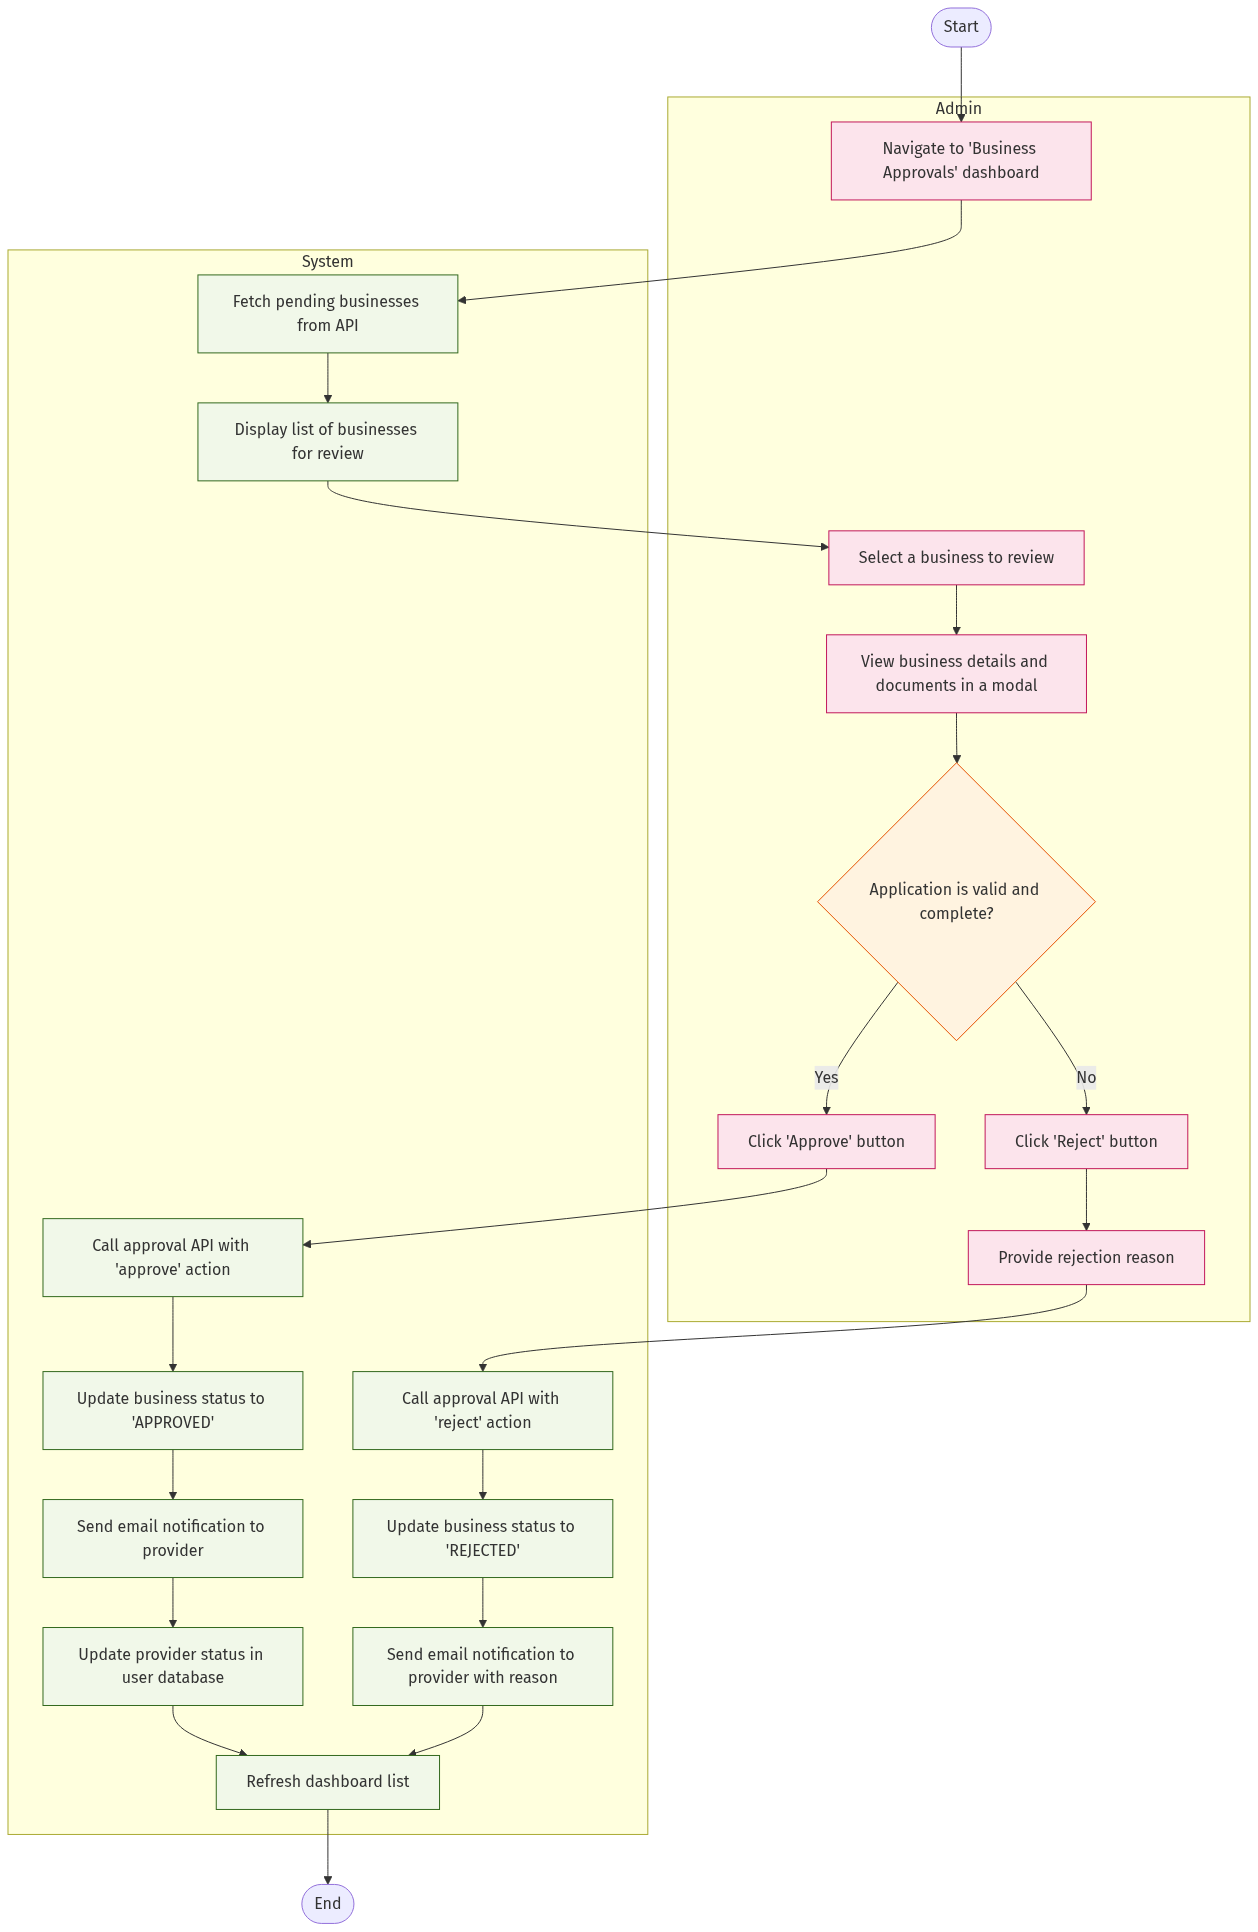 Start
Admin
Navigate to 'Business
Approvals' dashboard
System
Fetch pending businesses
from API
Display list of businesses
for review
Select a business to review
View business details and
documents in a modal
Application is valid and
complete?
Yes
No
Click 'Approve' button
Click 'Reject' button
Call approval API with
'approve' action
Provide rejection reason
Update business status to
'APPROVED'
Call approval API with
'reject' action
Send email notification to
provider
Update business status to
'REJECTED'
Update provider status in
user database
Send email notification to
provider with reason
Refresh dashboard list
End